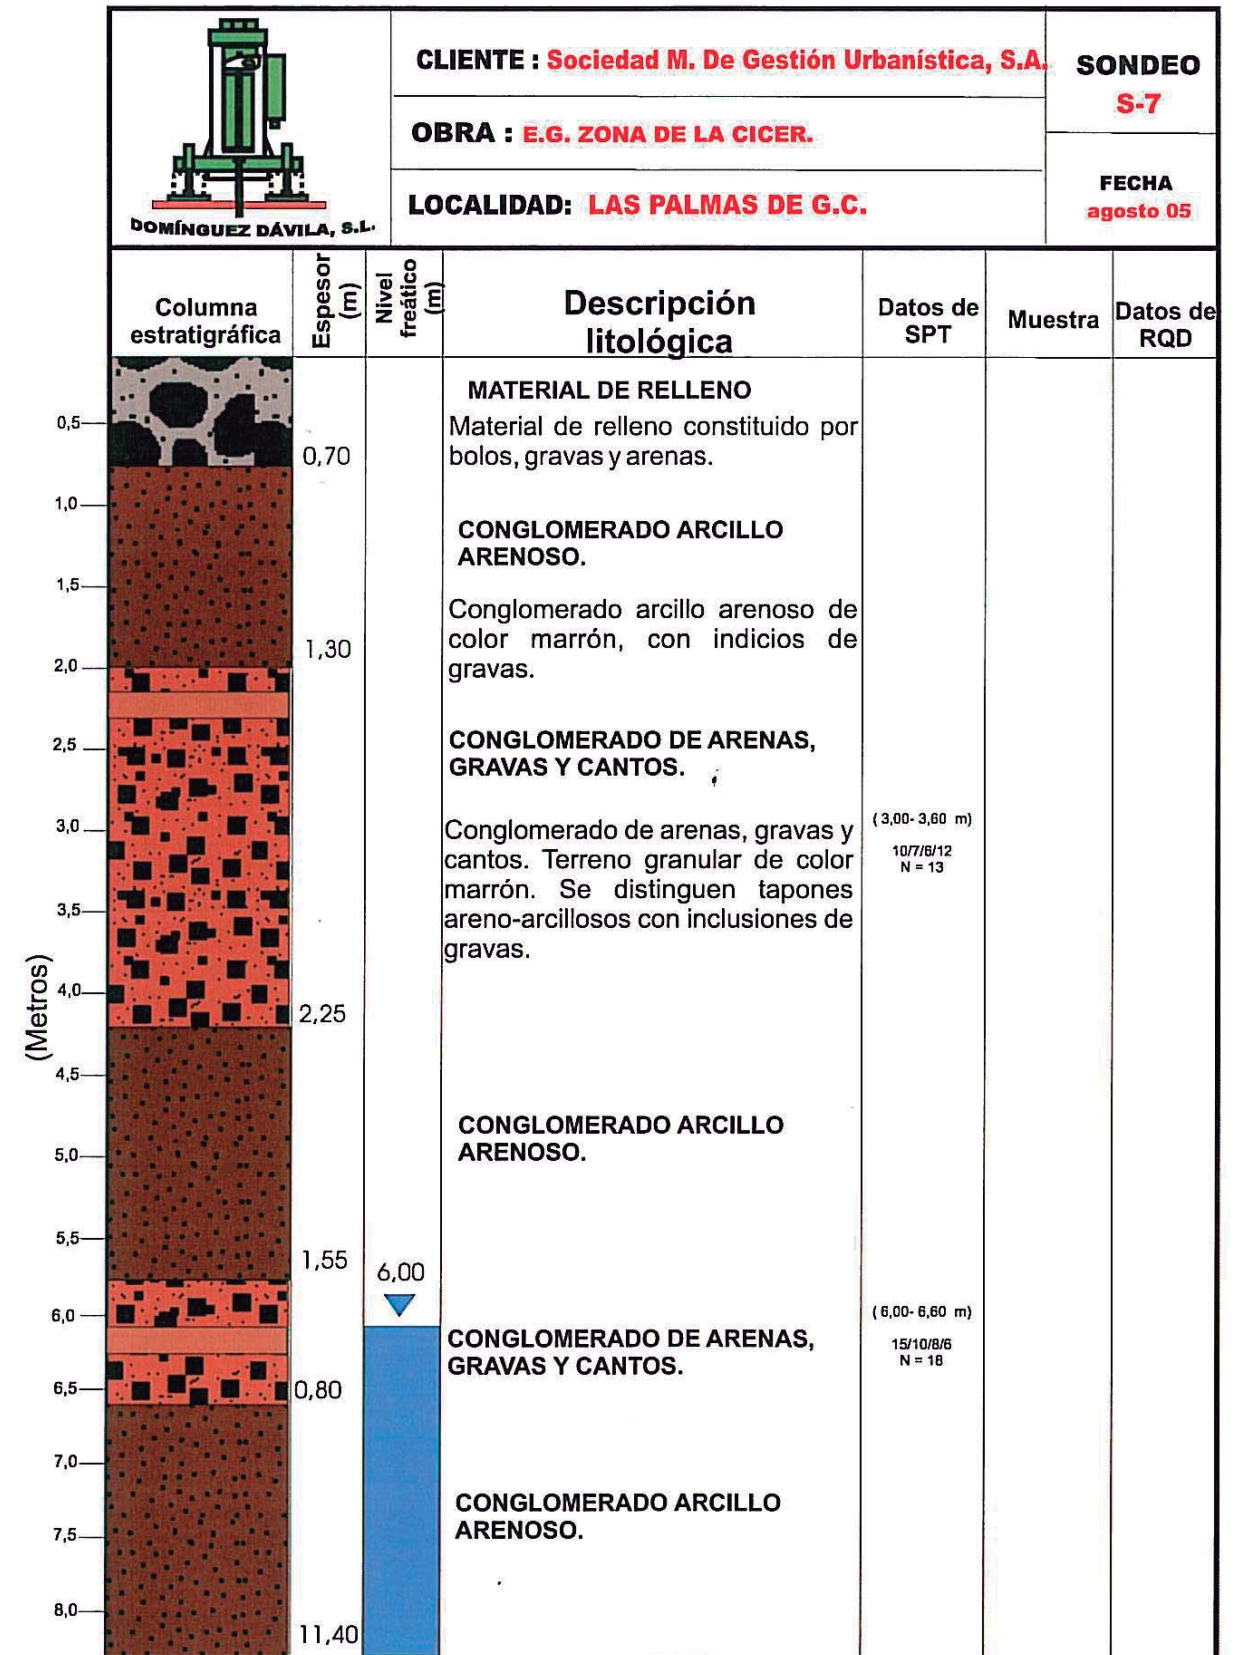 CLIENTE : Sociedad M. De Gestión Urbanística, S.A.
SONDEO
S-7
OBRA : E.G. ZONA DE LA CICER.
LOCALIDAD: LAS PALMAS DE G.C.
FECHA
agosto 05
DOMÍNGUEZ DÁVILA, S.L.
Columna
estratigráfica
Espesor
(m)
Nivel
freático
(m)
Descripción
litológica
Datos de
SPT
Muestra
Datos de
RQD
MATERIAL DE RELLENO
Material de relleno constituido por
bolos, gravas y arenas.
0,5
0,70
1,0
CONGLOMERADO ARCILLO
ARENOSO.
1,5
Conglomerado arcillo arenoso de
color marrón, con indicios de
gravas.
1,30
2,0
2,5
CONGLOMERADO DE ARENAS,
GRAVAS Y CANTOS.
3,0
Conglomerado de arenas, gravas y
cantos. Terreno granular de color
marrón. Se distinguen tapones
areno-arcillosos con inclusiones de
gravas.
( 3,00- 3,60 m)
10/7/6/12
N = 13
3,5
(Metros)
4,0
2,25
4,5
CONGLOMERADO ARCILLO
ARENOSO.
5,0
5,5
1,55
6,00
6,0
CONGLOMERADO DE ARENAS,
GRAVAS Y CANTOS.
( 6,00- 6,60 m)
15/10/8/6
N = 18
6,5
0,80
7,0
CONGLOMERADO ARCILLO
ARENOSO.
7,5
8,0
11,40